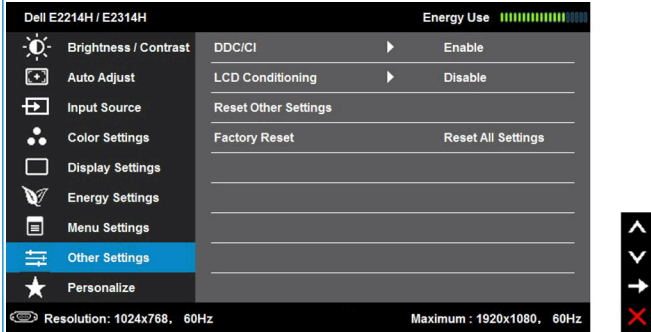 Dell E2214H / E2314H Energy Use
Brightness / Contrast DDC/CI Enable
Auto Adjust LCD Conditioning Disable
Input Source Reset Other Settings
Color Settings Factory Reset Reset All Settings
Display Settings
Energy Settings
Menu Settings
Other Settings
Personalize
Resolution: 1024x768, 60Hz Maximum : 1920x1080, 60Hz